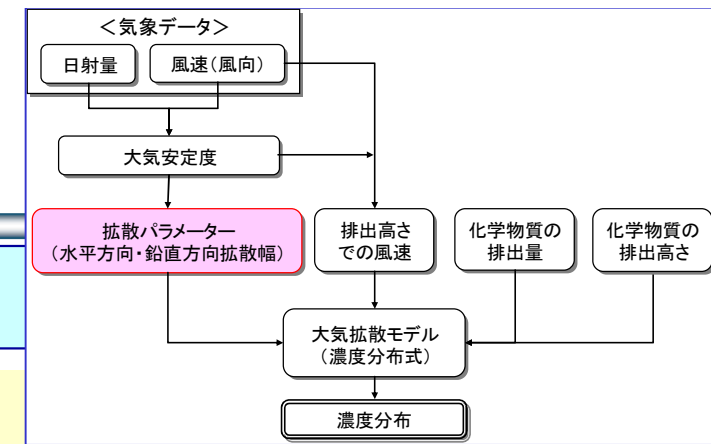 ＜気象データ＞
日射量
風速（風向）
大気安定度
拡散パラメーター
（水平方向・鉛直方向拡散幅）
排出高さ
での風速
化学物質の
排出量
化学物質の
排出高さ
大気拡散モデル
（濃度分布式）
濃度分布